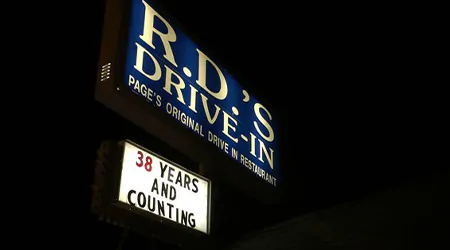 R.D.'S
DRIVE-IN
PAGE'S ORIGINAL DRIVE IN RESTAURANT
38 YEARS
AND
COUNTING